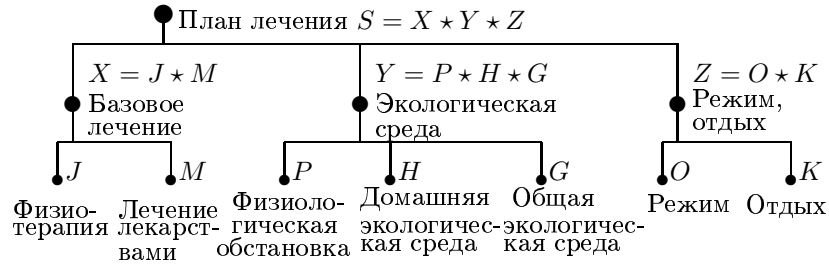 План лечения S = X ⋆ Y ⋆ Z
X = J ⋆ M
Базовое
лечение
Y = P ⋆ H ⋆ G
Экологическая
среда
Z = O ⋆ K
Режим,
отдых
J
Физио-
терапия
M
Лечение
лекарст-
вами
P
Физиоло-
гическая
обстановка
H
Домашняя
экологичес-
кая среда
G
Общая
экологичес-
кая среда
O
Режим
K
Отдых